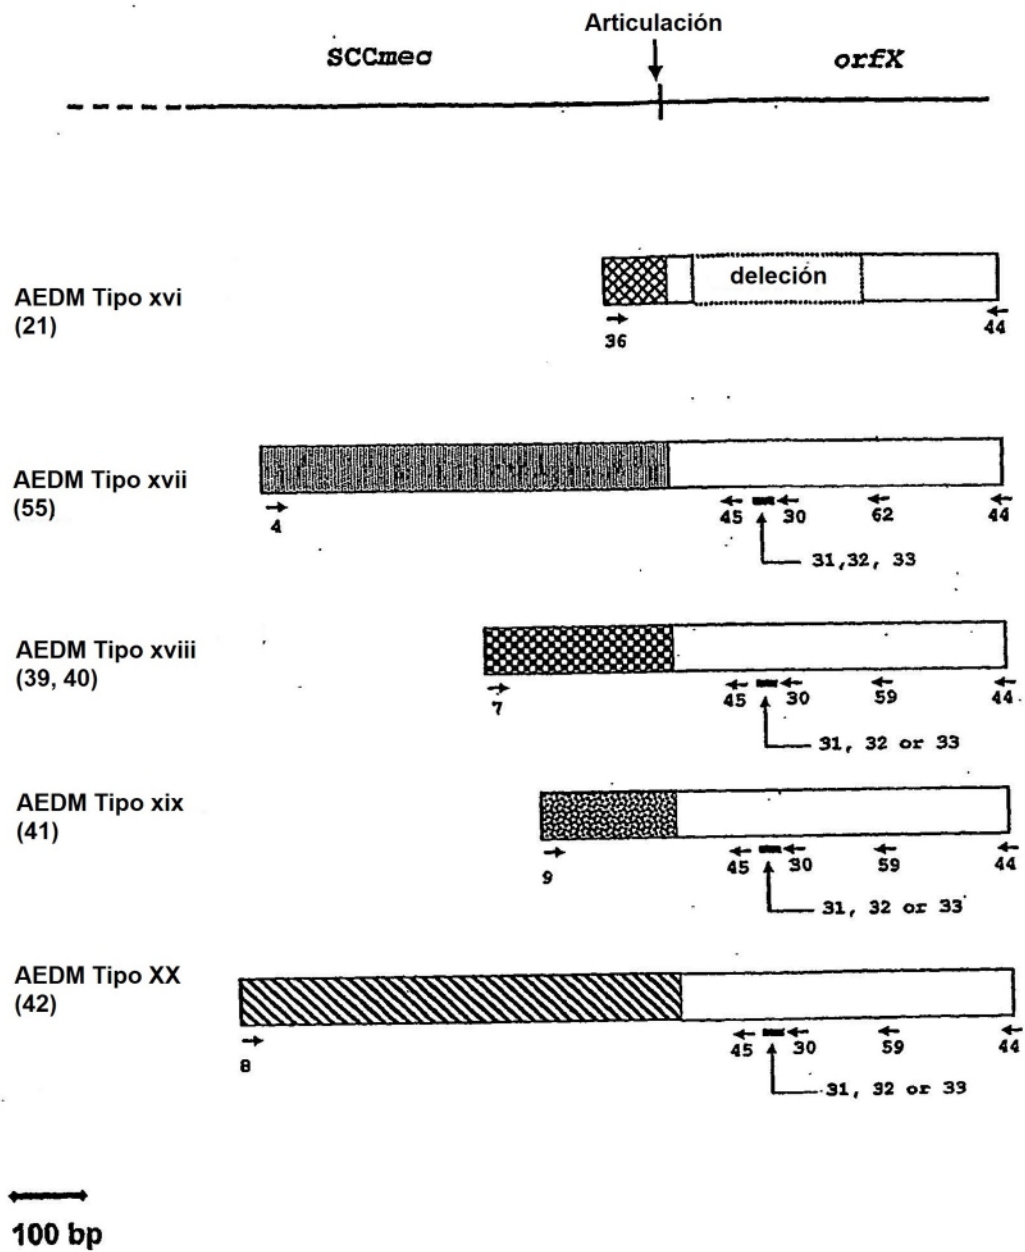 Articulación
SCCmec
orfX
AEDM Tipo xvi
(21)
deleción
36
44
AEDM Tipo xvii
(55)
4
45
30
62
44
31,32, 33
AEDM Tipo xviii
(39, 40)
7
45
30
59
44
31, 32 or 33
AEDM Tipo xix
(41)
9
45
30
59
44
31, 32 or 33
AEDM Tipo XX
(42)
8
45
30
59
44
31, 32 or 33
100 bp